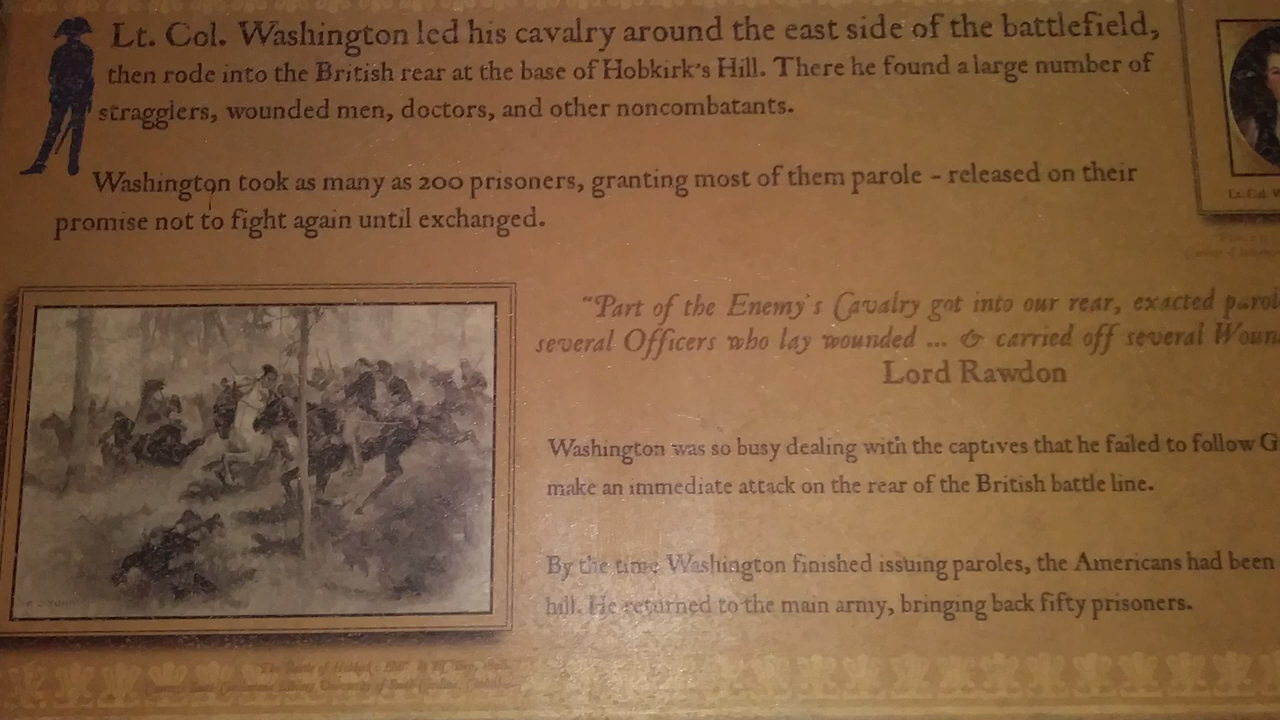 Lt. Col. Washington led his cavalry around the east side of the battlefield,
then rode into the British rear at the base of Hobkirk's Hill. There he found a large number of
stragglers, wounded men, doctors, and other noncombatants.
Washington took as many as 200 prisoners, granting most of them parole - released on their
promise not to fight again until exchanged.
Lt. Col.
"Part of the Enemy's Cavalry got into our rear, exacted parol
several Officers who lay wounded ... & carried off several Woun
Lord Rawdon
Washington was so busy dealing with the captives that he failed to follow G
make an immediate attack on the rear of the British battle line.
By the time Washington finished issuing paroles, the Americans had been
hill. He returned to the main army, bringing back fifty prisoners.